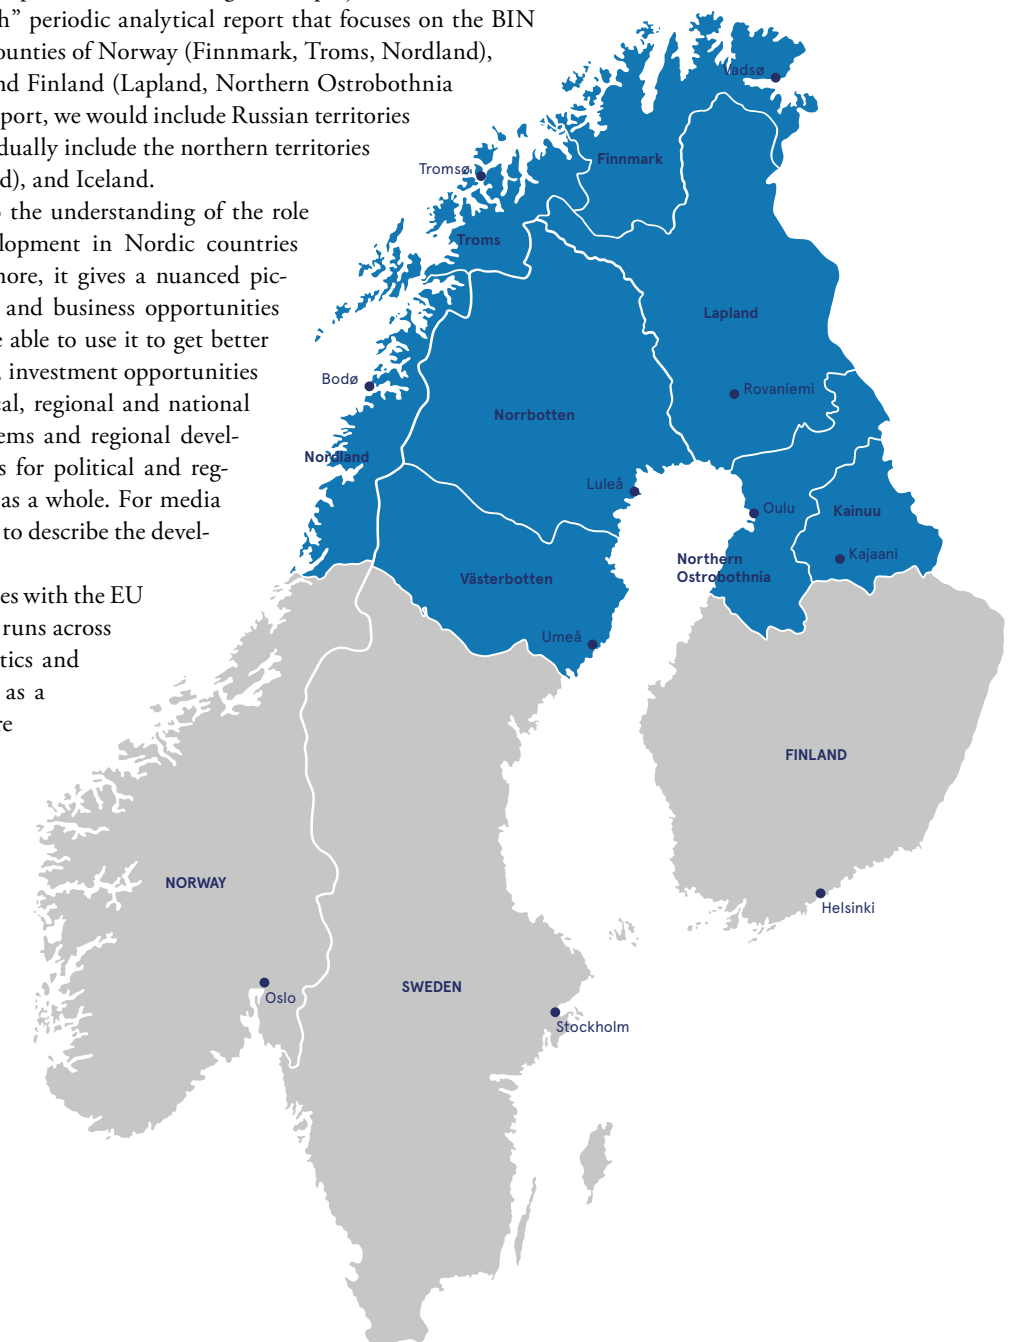 h” periodic analytical report that focuses on the BIN
ounties of Norway (Finnmark, Troms, Nordland),
nd Finland (Lapland, Northern Ostrobothnia
port, we would include Russian territories
dually include the northern territories
d), and Iceland.
the understanding of the role
lopment in Nordic countries
nore, it gives a nuanced pic-
and business opportunities
e able to use it to get better
, investment opportunities
cal, regional and national
ems and regional devel-
s for political and reg-
as a whole. For media
to describe the devel-
es with the EU
runs across
tics and
as a
re
Vadsø
Finnmark
Tromsø
Troms
Lapland
Bodø
Rovaniemi
Norrbotten
Nordland
Luleå
Oulu
Kainuu
Kajaani
Northern
Ostrobothnia
Västerbotten
Umeå
FINLAND
NORWAY
Helsinki
SWEDEN
Oslo
Stockholm